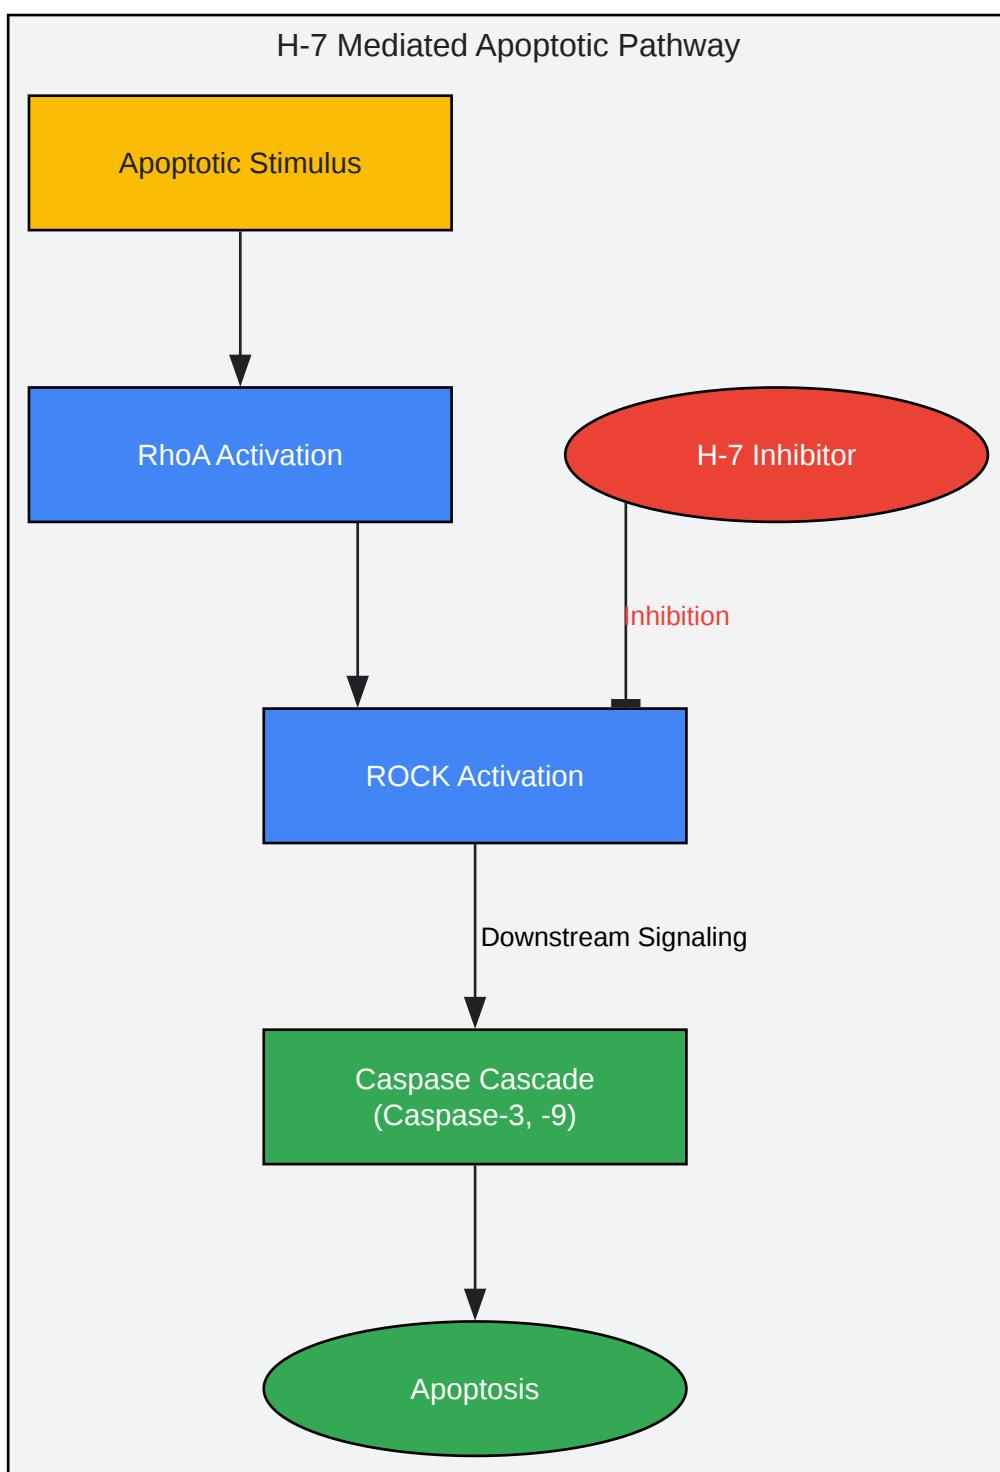 H-7 Mediated Apoptotic Pathway
Apoptotic Stimulus
RhoA Activation
H-7 Inhibitor
Inhibition
ROCK Activation
Downstream Signaling
Caspase Cascade
(Caspase-3, -9)
Apoptosis